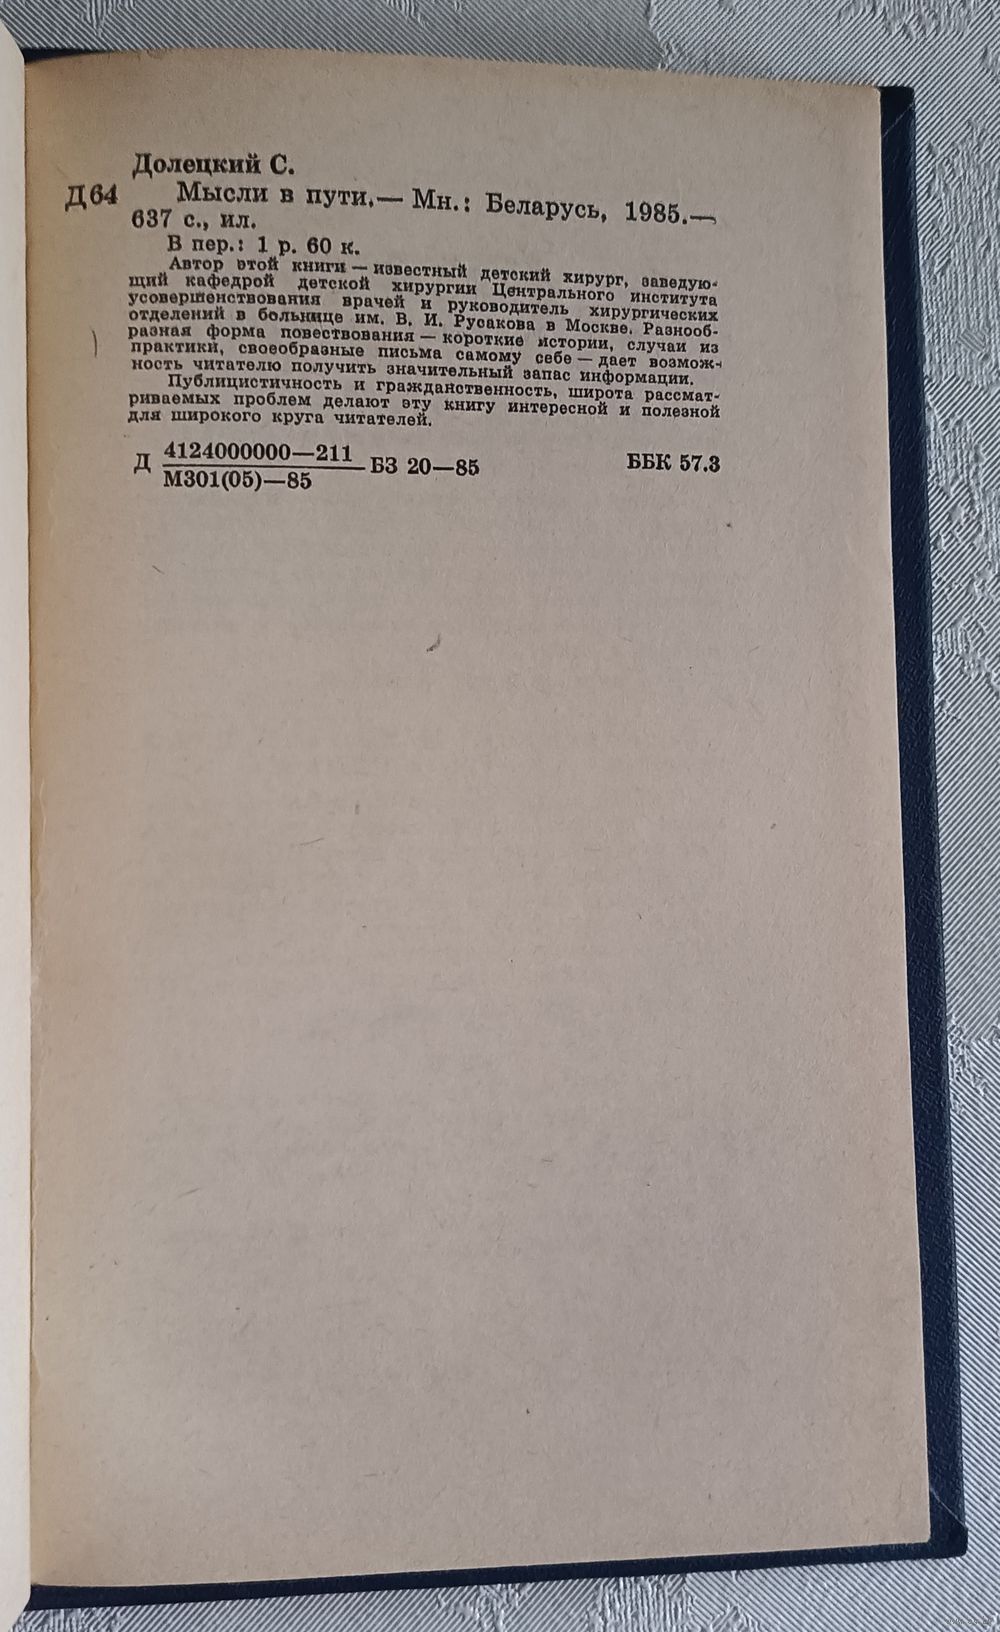 Долецкий С.
Д64 Мысли в пути.— Мн.: Беларусь, 1985.—
637 с., ил.
В пер.: 1 р. 60 к.
Автор этой книги — известный детский хирург, заведую-
щий кафедрой детской хирургии Центрального института
усовершенствования врачей и руководитель хирургических
отделений в больнице им. В. И. Русакова в Москве. Разнооб-
разная форма повествования — короткие истории, случаи из
практики, своеобразные письма самому себе — дает возмож-
ность читателю получить значительный запас информации.
Публицистичность и гражданственность, широта рассмат-
риваемых проблем делают эту книгу интересной и полезной
для широкого круга читателей.
Д 4124000000—211 БЗ 20—85 ББК 57.3
М301(05)—85